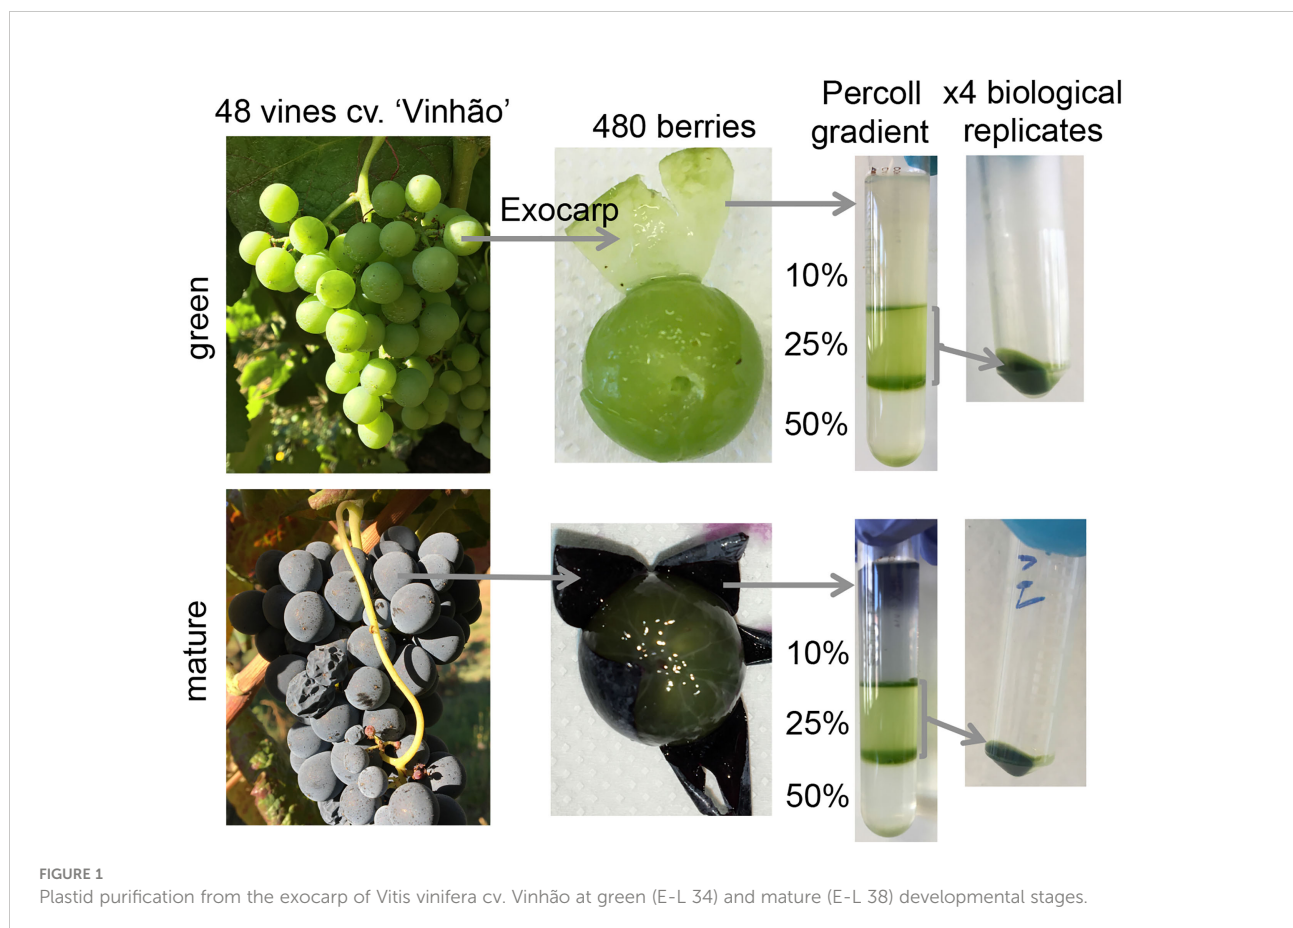 48 vines cv. ‘Vinhão’
480 berries
Percoll
gradient
x4 biological
replicates
green
Exocarp
10%
25%
50%
mature
10%
25%
50%
FIGURE 1
Plastid purification from the exocarp of Vitis vinifera cv. Vinhão at green (E-L 34) and mature (E-L 38) developmental stages.